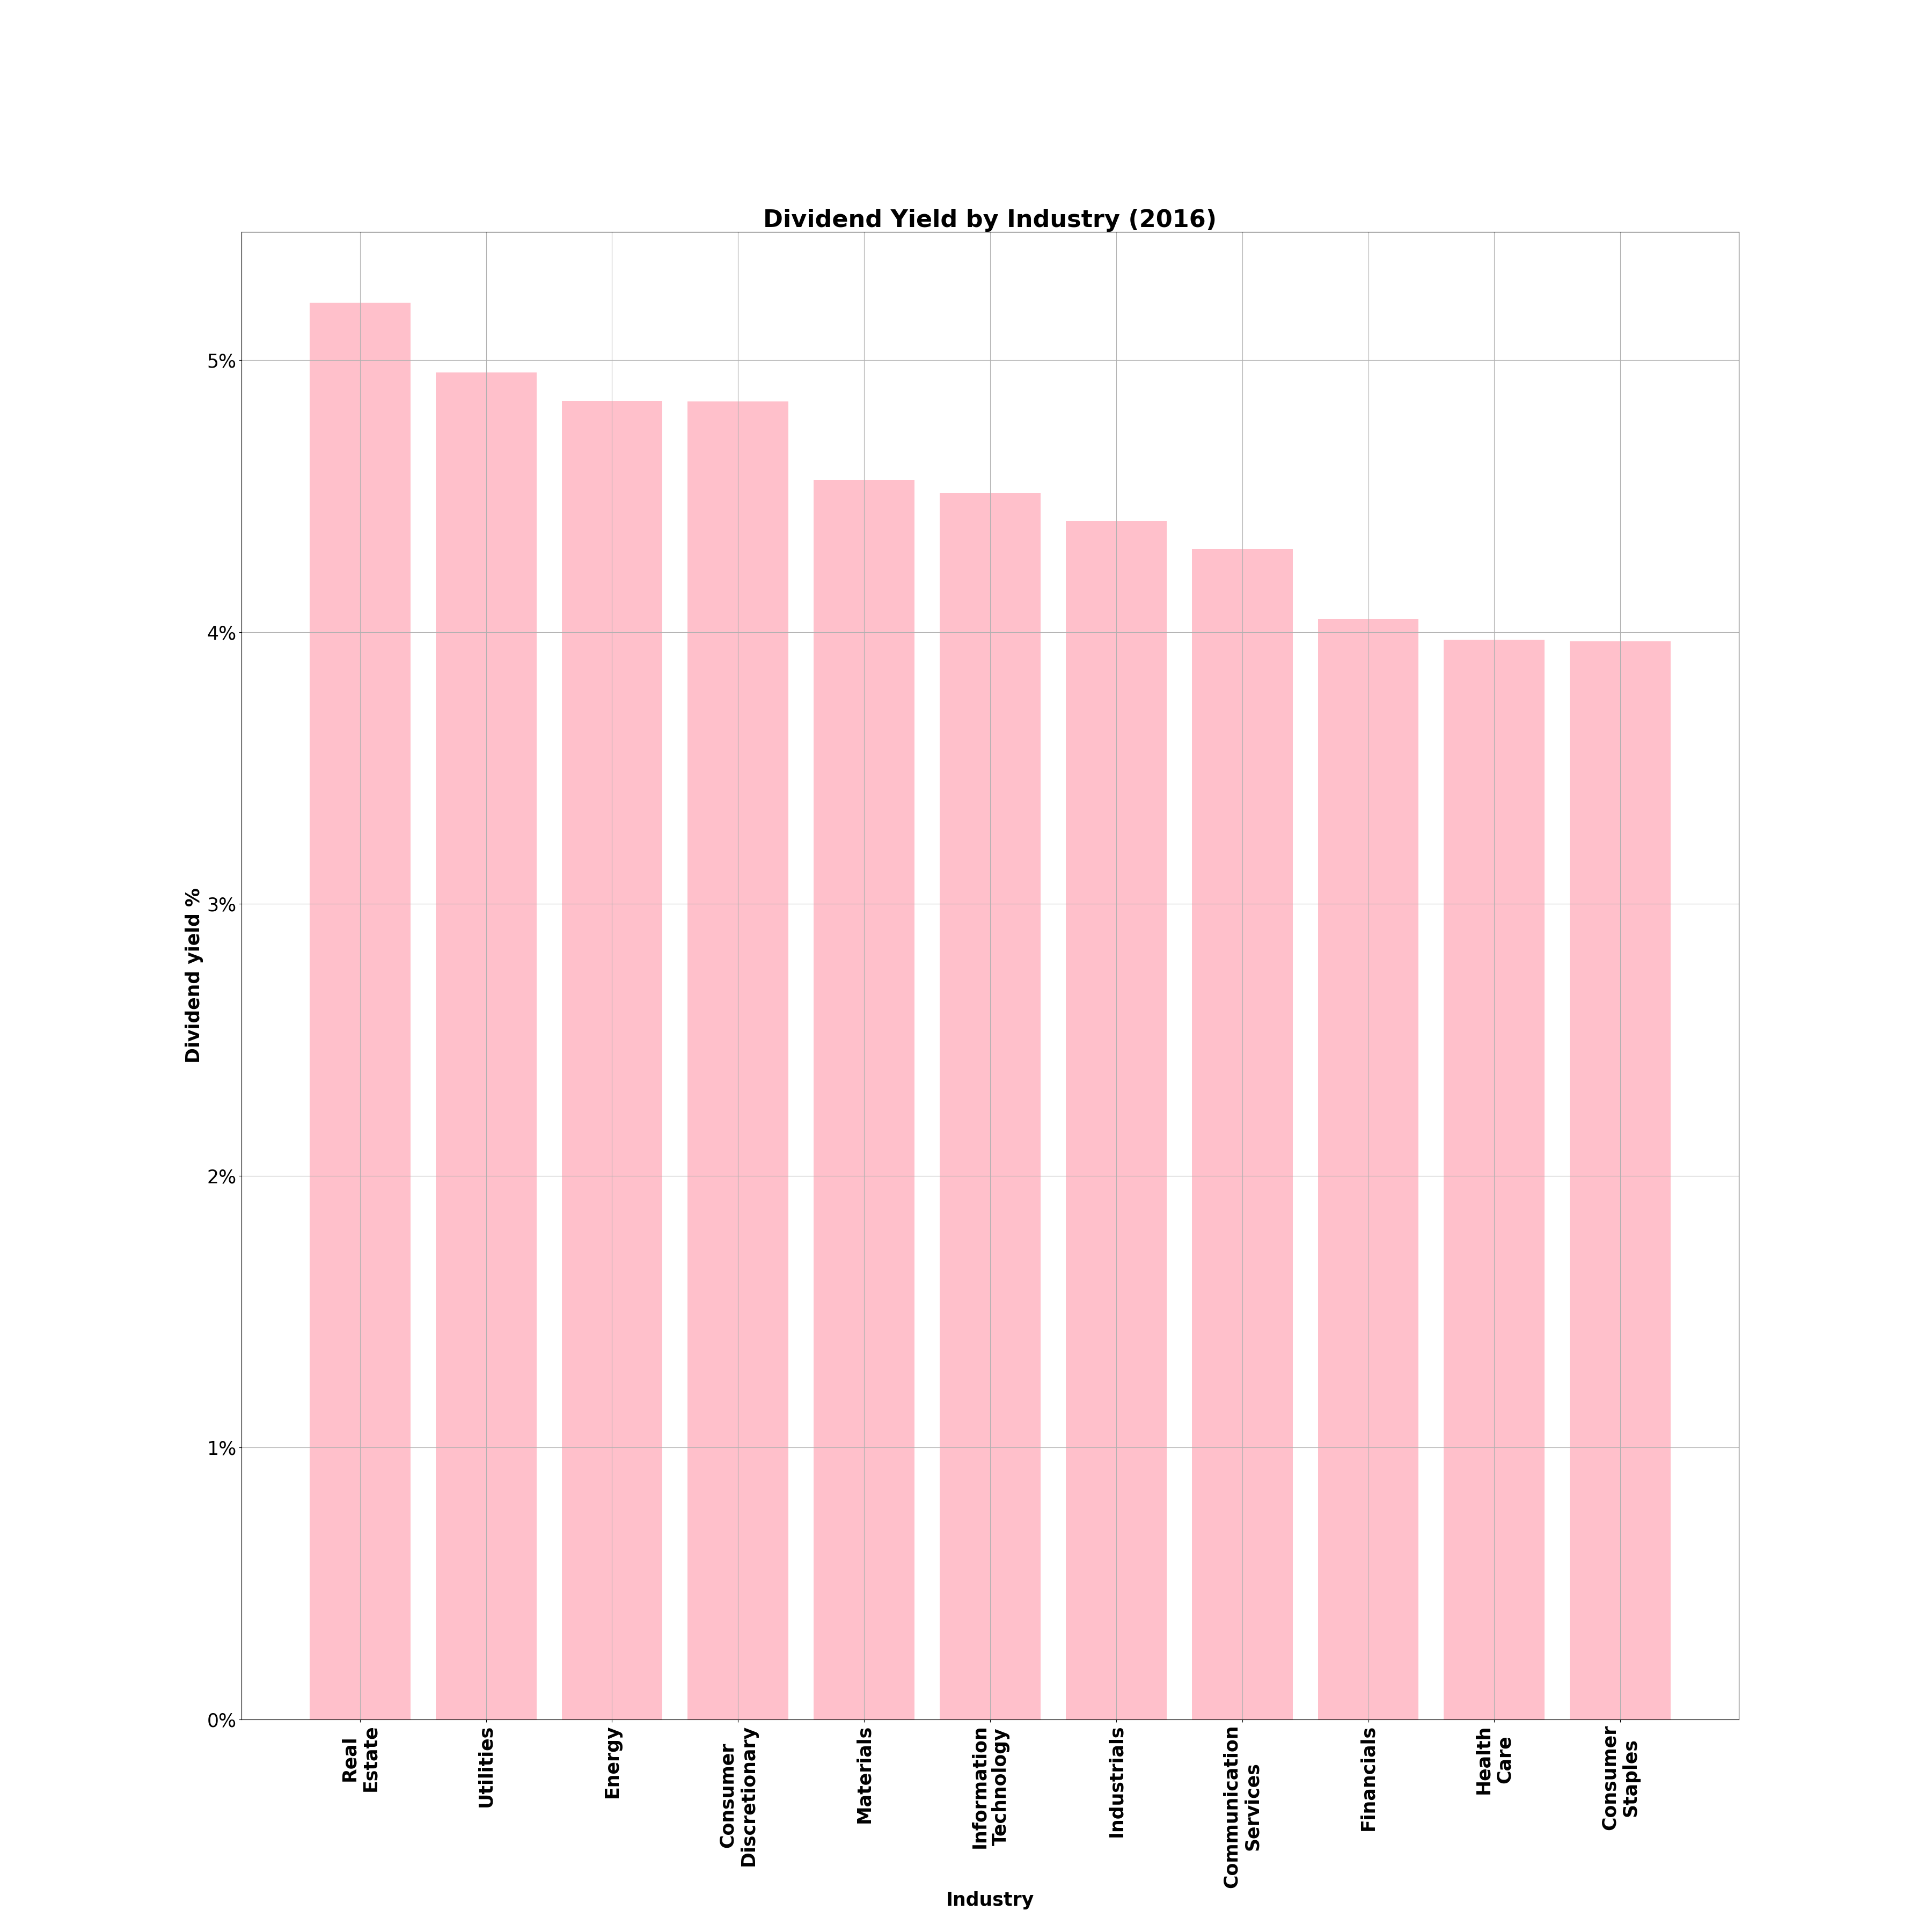 Dividend Yield by Industry (2016)
Dividend yield %
5%
4%
3%
2%
1%
0%
Real
Estate
Utilities
Energy
Consumer
Discretionary
Materials
Information
Technology
Industrials
Communication
Services
Financials
Health
Care
Consumer
Staples
Industry